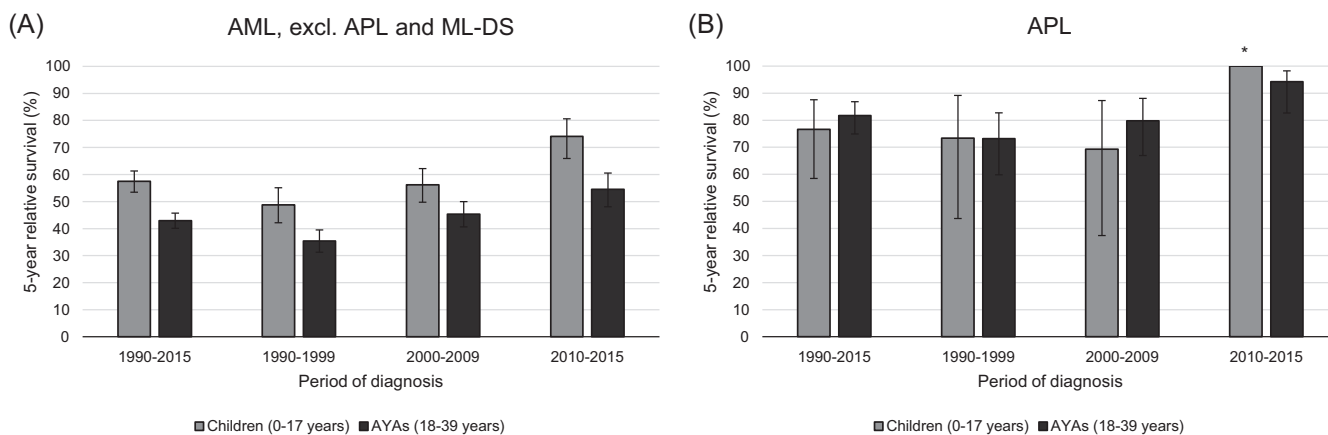 (A)
AML, excl. APL and ML-DS
5-year relative survival (%)
100
90
80
70
60
50
40
30
20
10
0
1990-2015 1990-1999 2000-2009 2010-2015
Period of diagnosis
Children (0-17 years) AYAs (18-39 years)
(B)
APL
5-year relative survival (%)
100
90
80
70
60
50
40
30
20
10
0
*
1990-2015 1990-1999 2000-2009 2010-2015
Period of diagnosis
Children (0-17 years) AYAs (18-39 years)